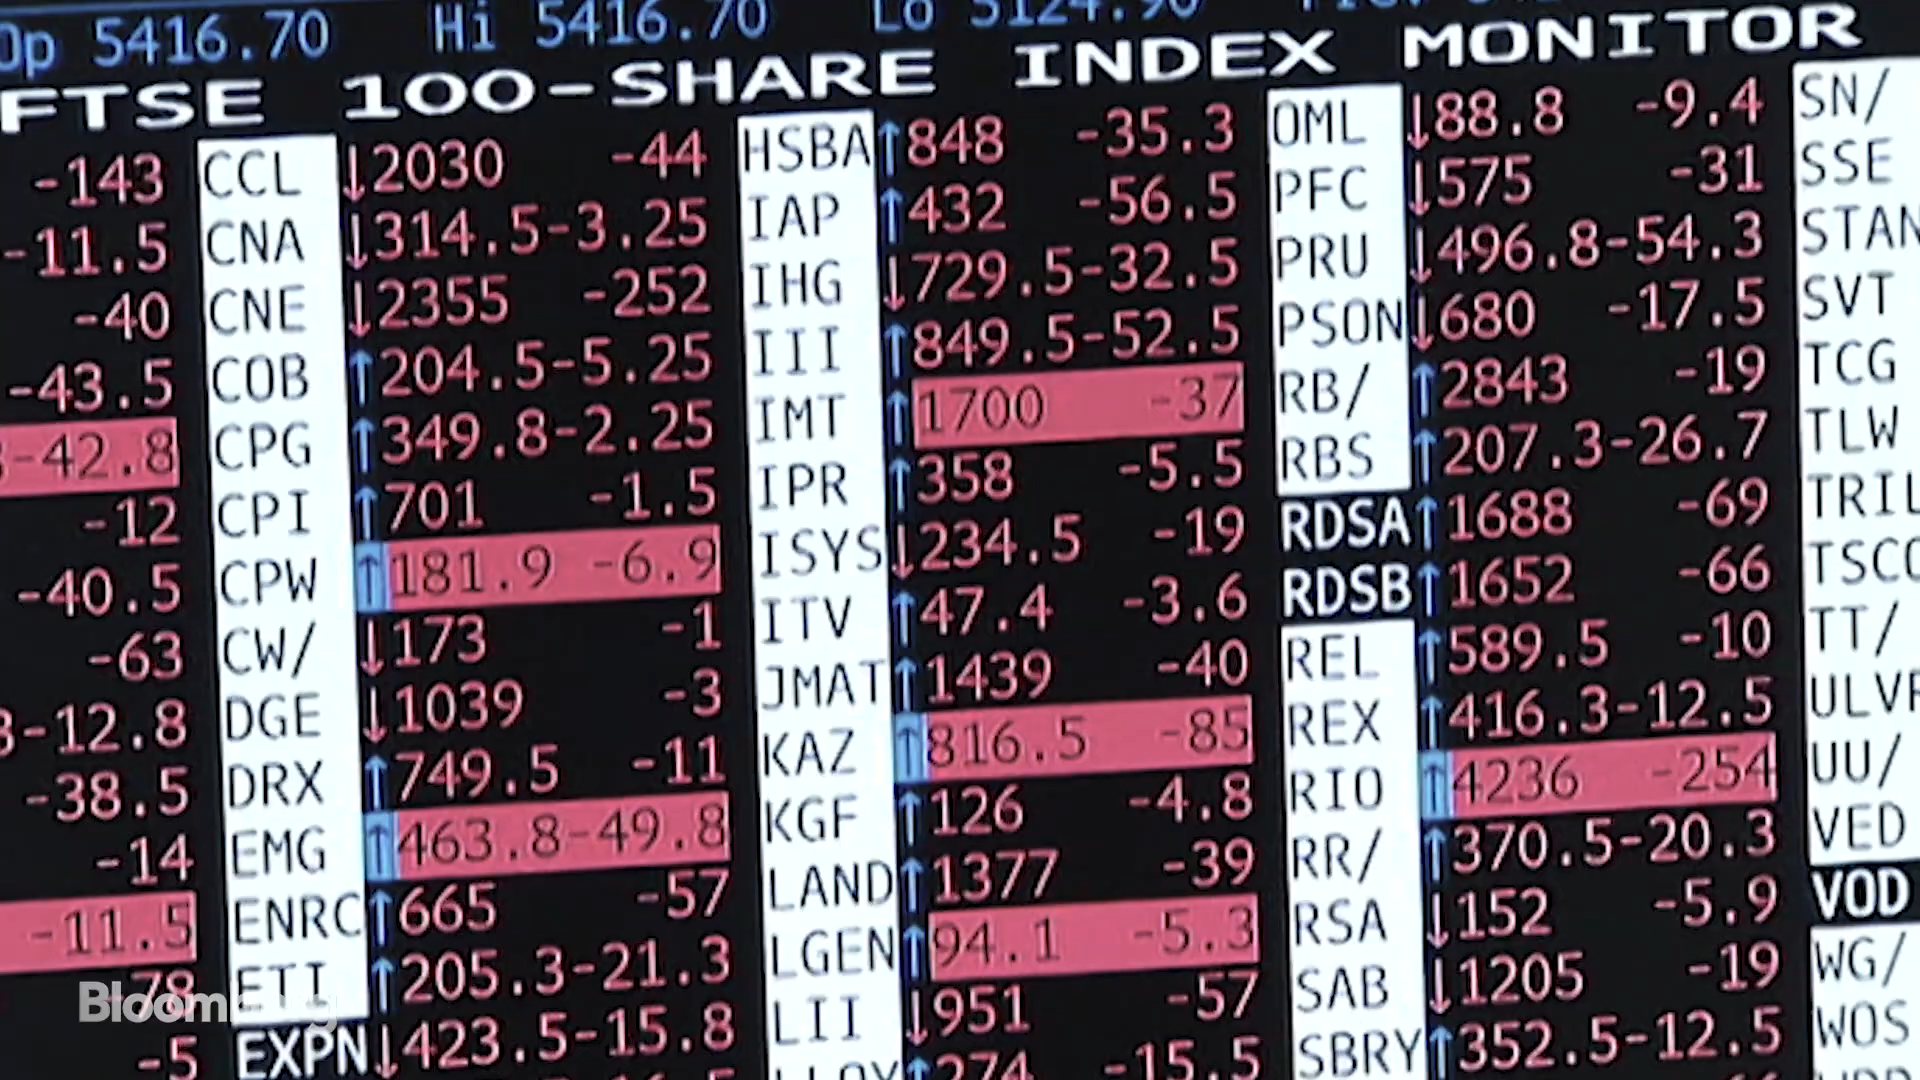 Op 5416.70 Hi 5416.70 Lo 5124.90
FTSE 100-SHARE INDEX MONITOR
-143 CCL ↓2030 -44 HSBA ↑848 -35.3 OML ↓88.8 -9.4 SN/
-11.5 CNA ↓314.5-3.25 IAP ↑432 -56.5 PFC ↓575 -31 SSE
-40 CNE ↓2355 -252 IHG ↓729.5-32.5 PRU ↓496.8-54.3 STAN
-43.5 COB ↑204.5-5.25 III ↑849.5-52.5 PSON ↓680 -17.5 SVT
-42.8 CPG ↑349.8-2.25 IMT ↑1700 -37 RB/ ↑2843 -19 TCG
-12 CPI ↑701 -1.5 IPR ↑358 -5.5 RBS ↑207.3-26.7 TLW
-40.5 CPW ↑181.9 -6.9 ISYS ↓234.5 -19 RDSA ↑1688 -69 TRIL
-63 CW/ ↓173 -1 ITV ↑47.4 -3.6 RDSB ↑1652 -66 TSCO
-12.8 DGE ↓1039 -3 JMAT ↑1439 -40 REL ↑589.5 -10 TT/
-38.5 DRX ↑749.5 -11 KAZ ↑816.5 -85 REX ↑416.3-12.5 ULVR
-14 EMG ↑463.8-49.8 KGF ↑126 -4.8 RIO ↑4236 -254 UU/
-11.5 ENRC ↑665 -57 LAND ↑1377 -39 RR/ ↑370.5-20.3 VED
-78 ETI ↑205.3-21.3 LGEN ↑94.1 -5.3 RSA ↓152 -5.9 VOD
-5 EXPN ↓423.5-15.8 LII ↓951 -57 SAB ↓1205 -19 WG/
LLOY ↑274 -15.5 SBRY ↑352.5-12.5 WOS
Bloomberg